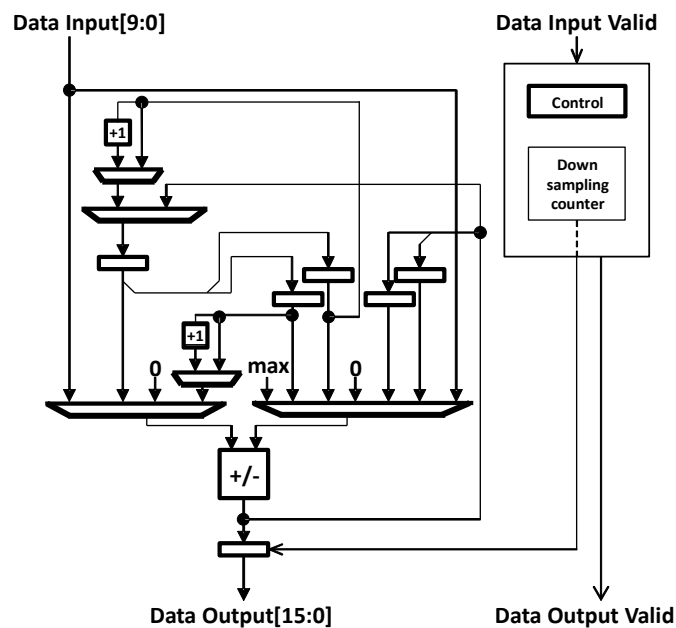 Data Input[9:0]
Data Input Valid
Control
+1
Down
sampling
counter
+1
0
max
0
+/-
Data Output[15:0]
Data Output Valid